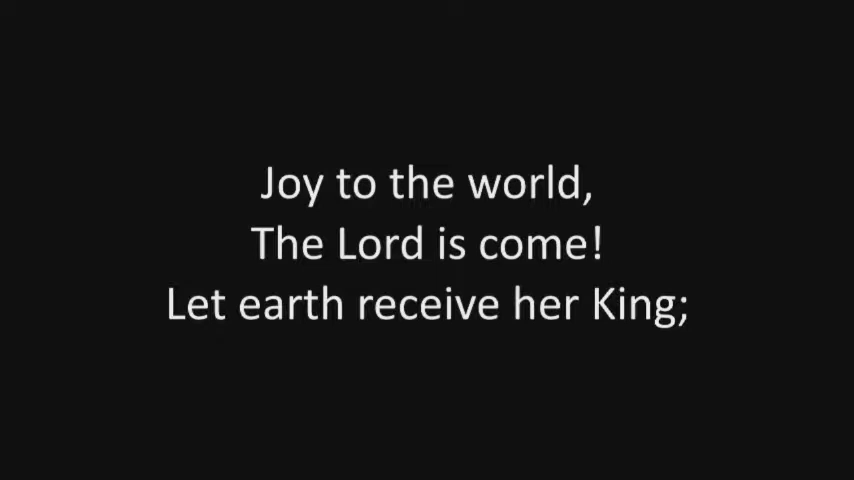 Joy to the world,
The Lord is come!
Let earth receive her King;